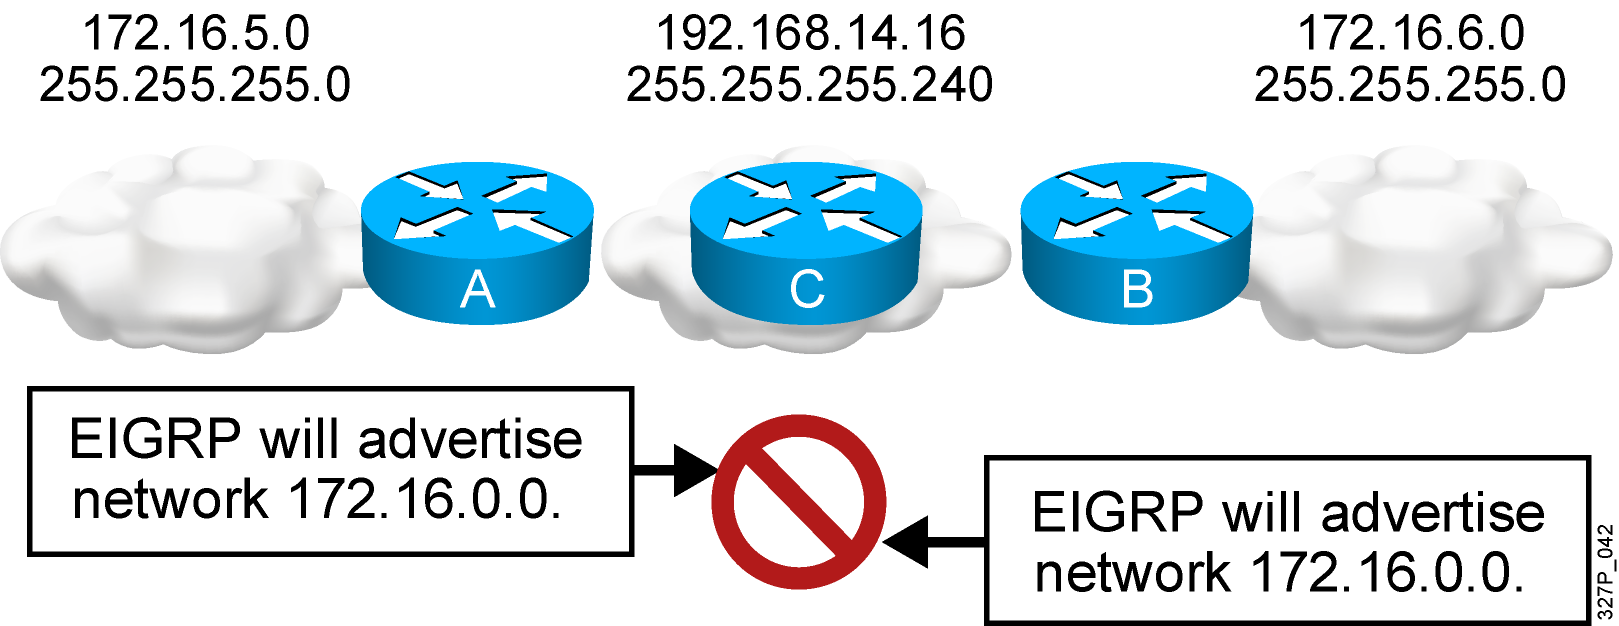 172.16.5.0
255.255.255.0
192.168.14.16
255.255.255.240
172.16.6.0
255.255.255.0
A
C
B
EIGRP will advertise
network 172.16.0.0.
EIGRP will advertise
network 172.16.0.0.
327P_042